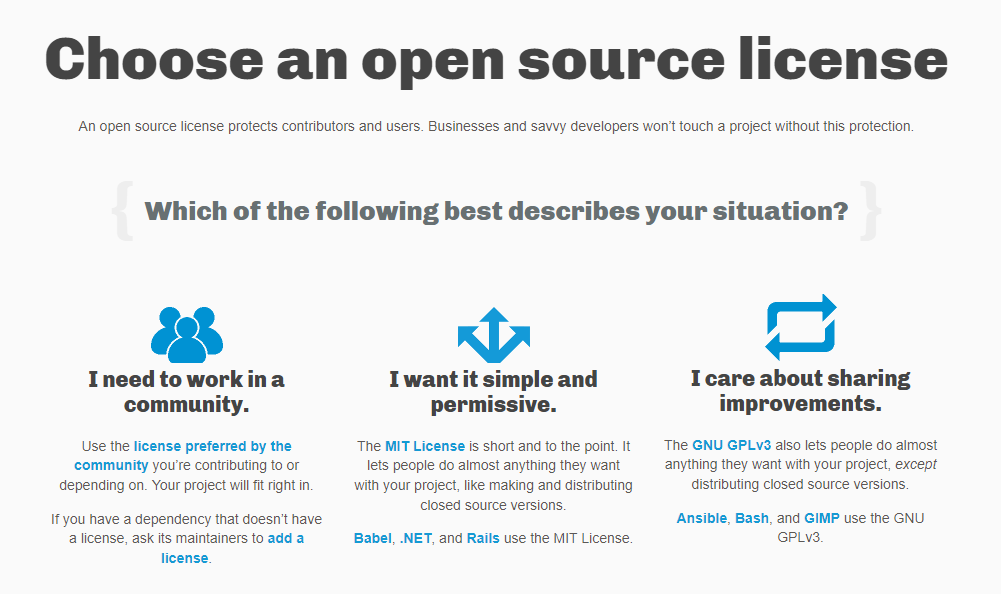 Choose an open source license
An open source license protects contributors and users. Businesses and savvy developers won’t touch a project without this protection.
{ Which of the following best describes your situation? }
I need to work in a
community.
Use the license preferred by the
community you’re contributing to or
depending on. Your project will fit right in.
If you have a dependency that doesn’t have
a license, ask its maintainers to add a
license.
I want it simple and
permissive.
The MIT License is short and to the point. It
lets people do almost anything they want
with your project, like making and distributing
closed source versions.
Babel, .NET, and Rails use the MIT License.
I care about sharing
improvements.
The GNU GPLv3 also lets people do almost
anything they want with your project, except
distributing closed source versions.
Ansible, Bash, and GIMP use the GNU
GPLv3.